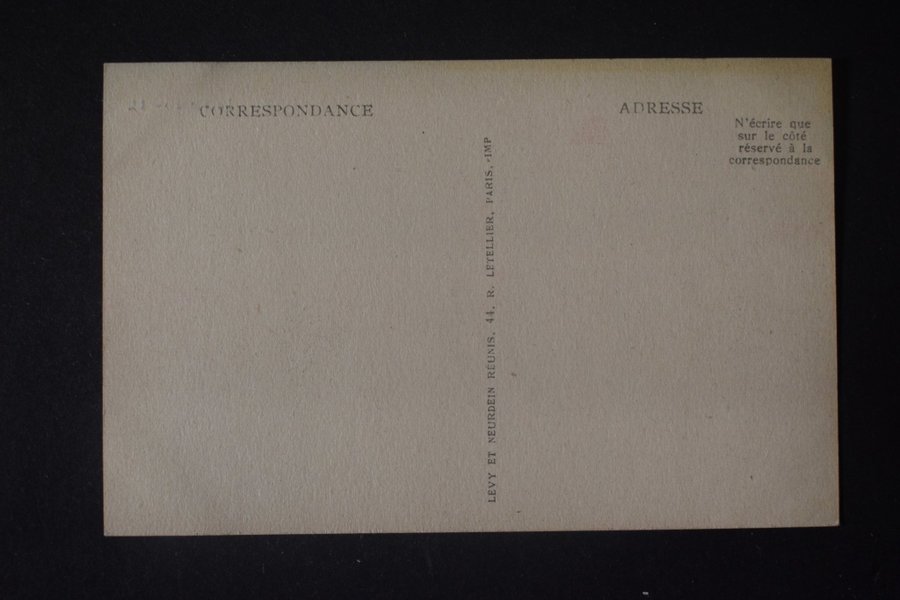 CORRESPONDANCE
ADRESSE
N'écrire que
sur le côté
réservé à la
correspondance
LEVY ET NEURDEIN RÉUNIS, 44, R. LETELLIER, PARIS,-IMP